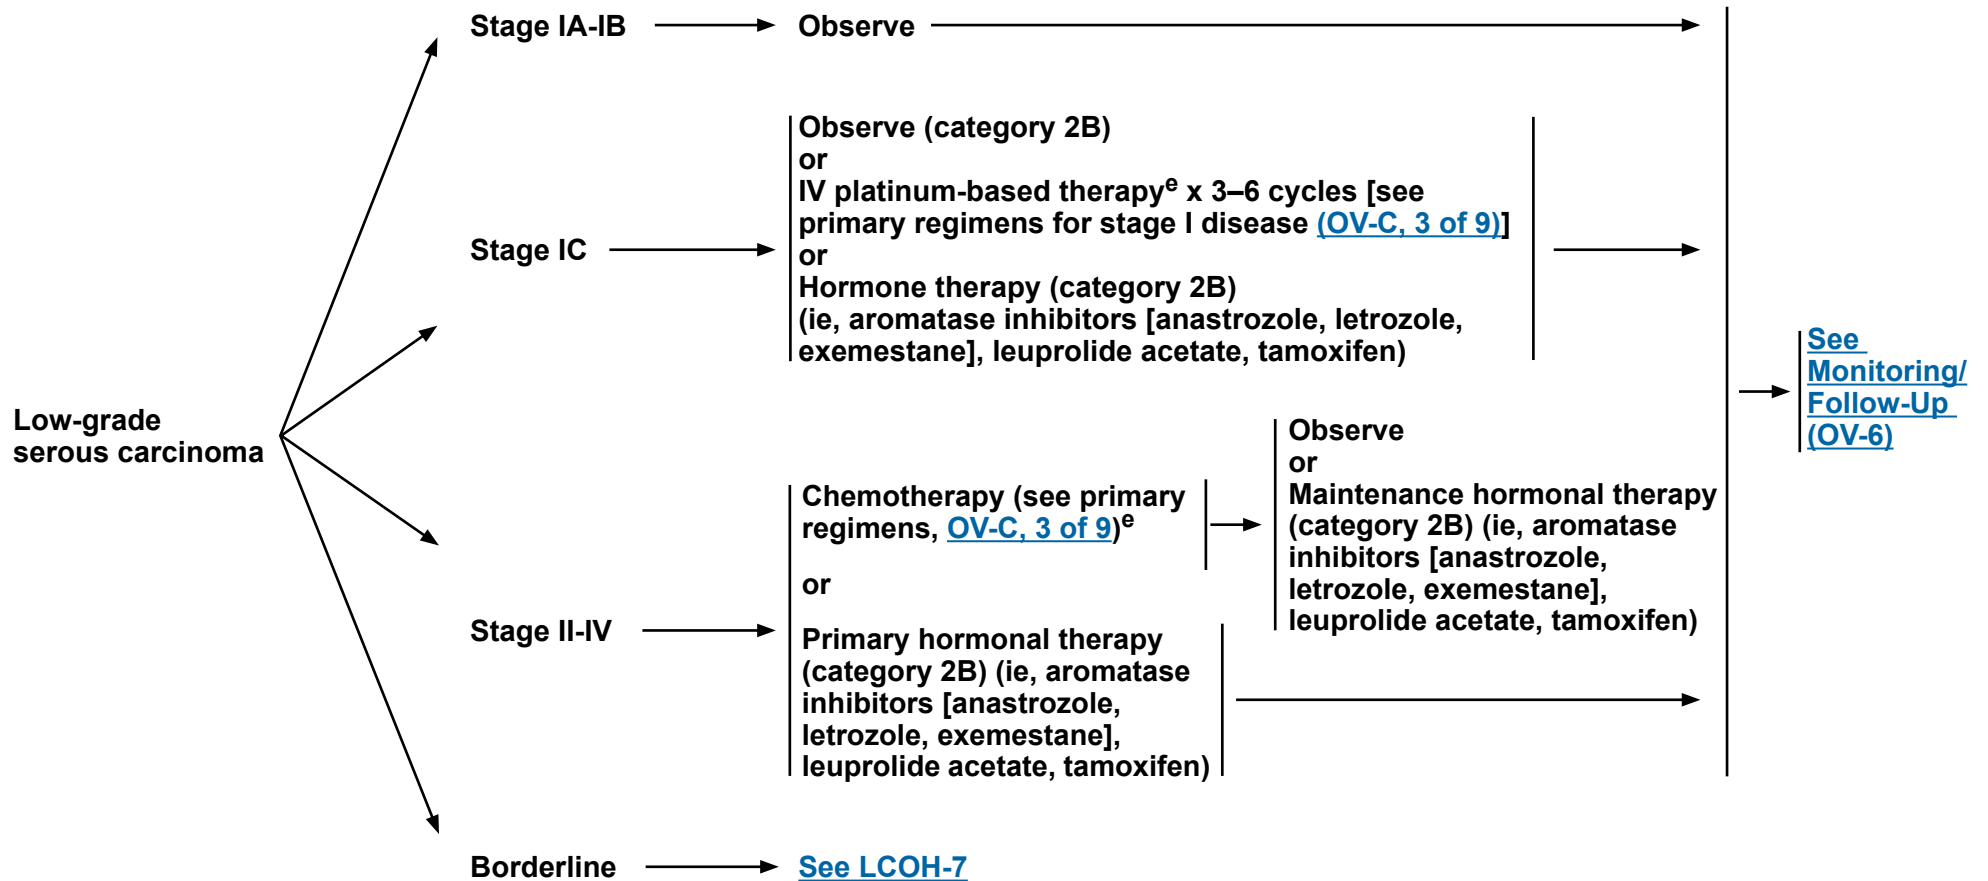 Stage IA-IB
Observe
Observe (category 2B)
or
IV platinum-based therapyᵉ x 3–6 cycles [see
primary regimens for stage I disease (OV-C, 3 of 9)]
or
Hormone therapy (category 2B)
(ie, aromatase inhibitors [anastrozole, letrozole,
exemestane], leuprolide acetate, tamoxifen)
Stage IC
See
Monitoring/
Follow-Up
(OV-6)
Low-grade
serous carcinoma
Chemotherapy (see primary
regimens, OV-C, 3 of 9)ᵉ
or
Primary hormonal therapy
(category 2B) (ie, aromatase
inhibitors [anastrozole,
letrozole, exemestane],
leuprolide acetate, tamoxifen)
Observe
or
Maintenance hormonal therapy
(category 2B) (ie, aromatase
inhibitors [anastrozole,
letrozole, exemestane],
leuprolide acetate, tamoxifen)
Stage II-IV
Borderline
See LCOH-7